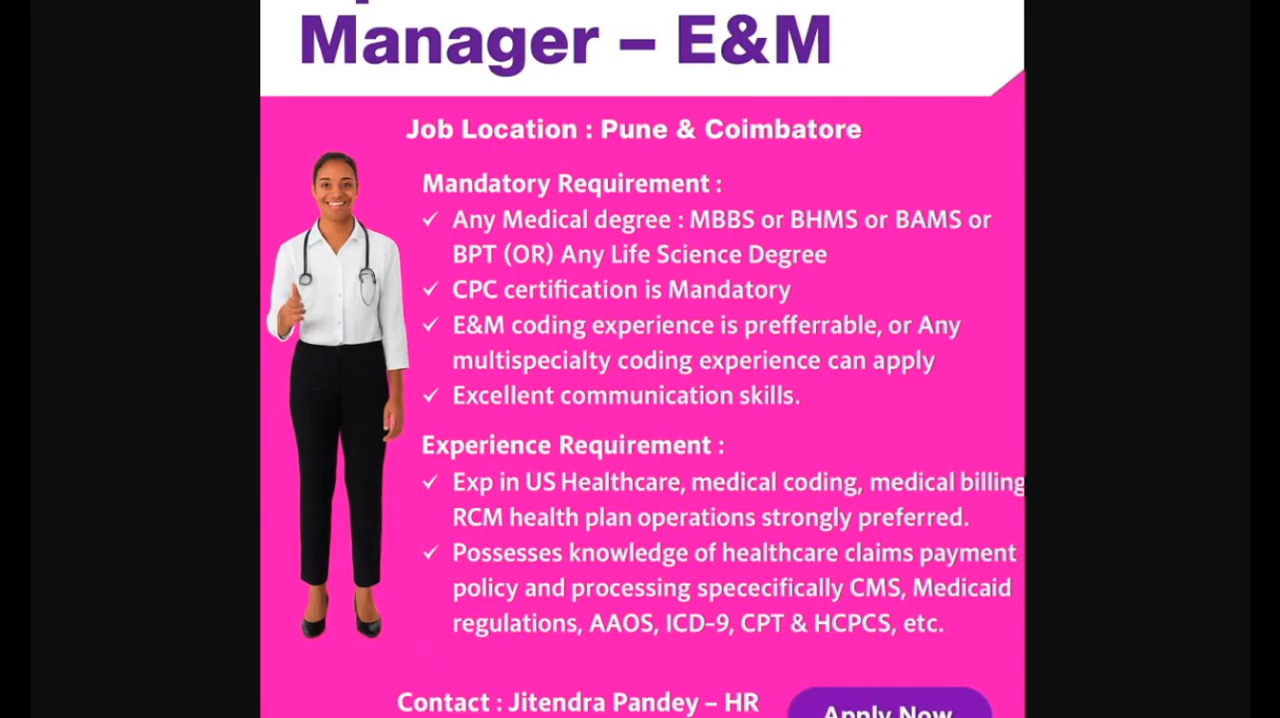 Manager – E&M
Job Location : Pune & Coimbatore
Mandatory Requirement :
✓ Any Medical degree : MBBS or BHMS or BAMS or
BPT (OR) Any Life Science Degree
✓ CPC certification is Mandatory
✓ E&M coding experience is prefferrable, or Any
multispecialty coding experience can apply
✓ Excellent communication skills.
Experience Requirement :
✓ Exp in US Healthcare, medical coding, medical billing
RCM health plan operations strongly preferred.
✓ Possesses knowledge of healthcare claims payment
policy and processing spececifically CMS, Medicaid
regulations, AAOS, ICD-9, CPT & HCPCS, etc.
Contact : Jitendra Pandey – HR
Apply Now